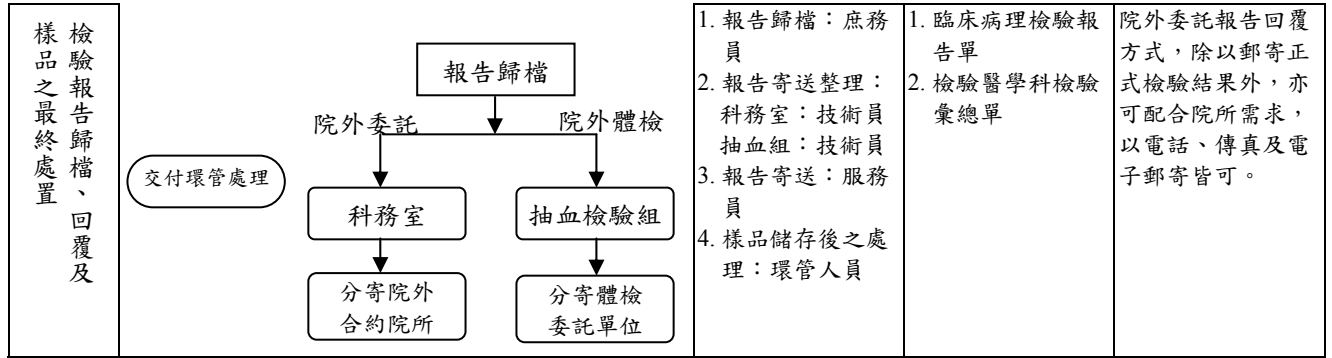 檢驗報告歸檔、回覆及
樣品之最終處置
報告歸檔
院外委託
院外體檢
交付環管處理
科務室
抽血檢驗組
分寄院外
合約院所
分寄體檢
委託單位
1. 報告歸檔：庶務
員
2. 報告寄送整理：
科務室：技術員
抽血組：技術員
3. 報告寄送：服務
員
4. 樣品儲存後之處
理：環管人員
1. 臨床病理檢驗報
告單
2. 檢驗醫學科檢驗
彙總單
院外委託報告回覆
方式，除以郵寄正
式檢驗結果外，亦
可配合院所需求，
以電話、傳真及電
子郵寄皆可。